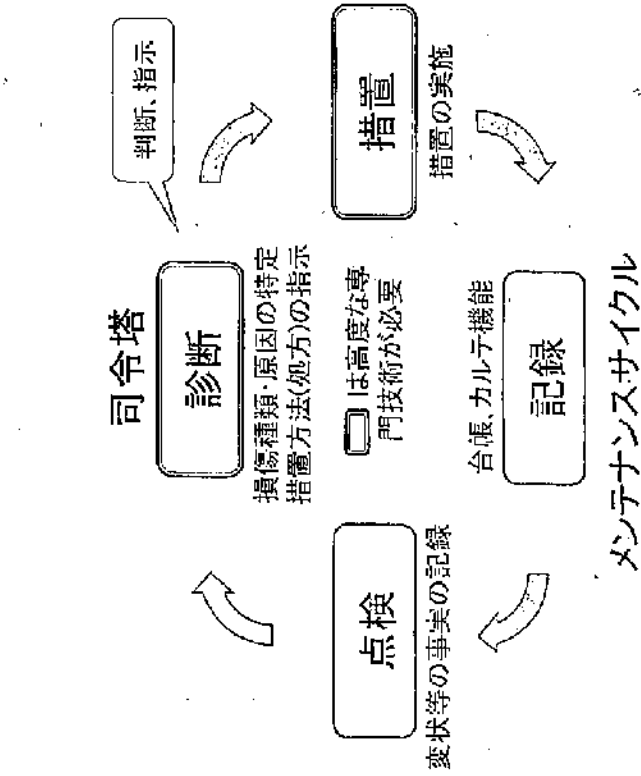 司令塔
判断、指示
診断
損傷種類・原因の特定
措置方法(処方)の指示
措置
措置の実施
は高度な専
門技術が必要
点検
変状等の事実の記録
台帳、カルテ機能
記録
メンテナンスサイクル